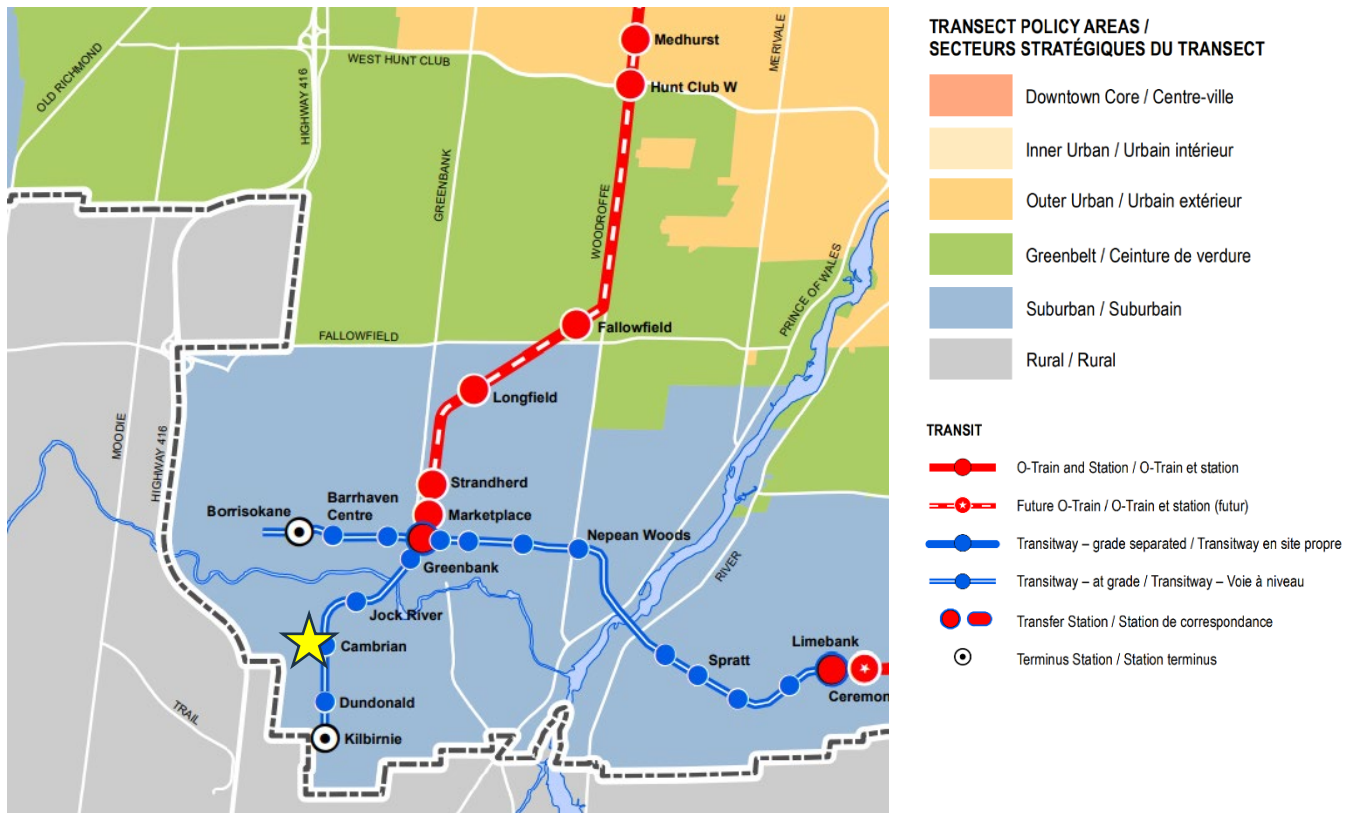 OLD RICHMOND
HIGHWAY 416
WEST HUNT CLUB
Medhurst
MERIVALE
Hunt Club W
GREENBANK
WOODROFFE
PRINCE OF WALES
FALLOWFIELD
Fallowfield
Longfield
MOODIE
HIGHWAY 416
Strandherd
Borrisokane
Barrhaven
Centre
Marketplace
Nepean Woods
Greenbank
RIVER
Jock River
Cambrian
Limebank
Spratt
Dundonald
Ceremon
TRAIL
Kilbirnie
TRANSECT POLICY AREAS /
SECTEURS STRATÉGIQUES DU TRANSECT
Downtown Core / Centre-ville
Inner Urban / Urbain intérieur
Outer Urban / Urbain extérieur
Greenbelt / Ceinture de verdure
Suburban / Suburbain
Rural / Rural
TRANSIT
O-Train and Station / O-Train et station
Future O-Train / O-Train et station (futur)
Transitway – grade separated / Transitway en site propre
Transitway – at grade / Transitway – Voie à niveau
Transfer Station / Station de correspondance
Terminus Station / Station terminus